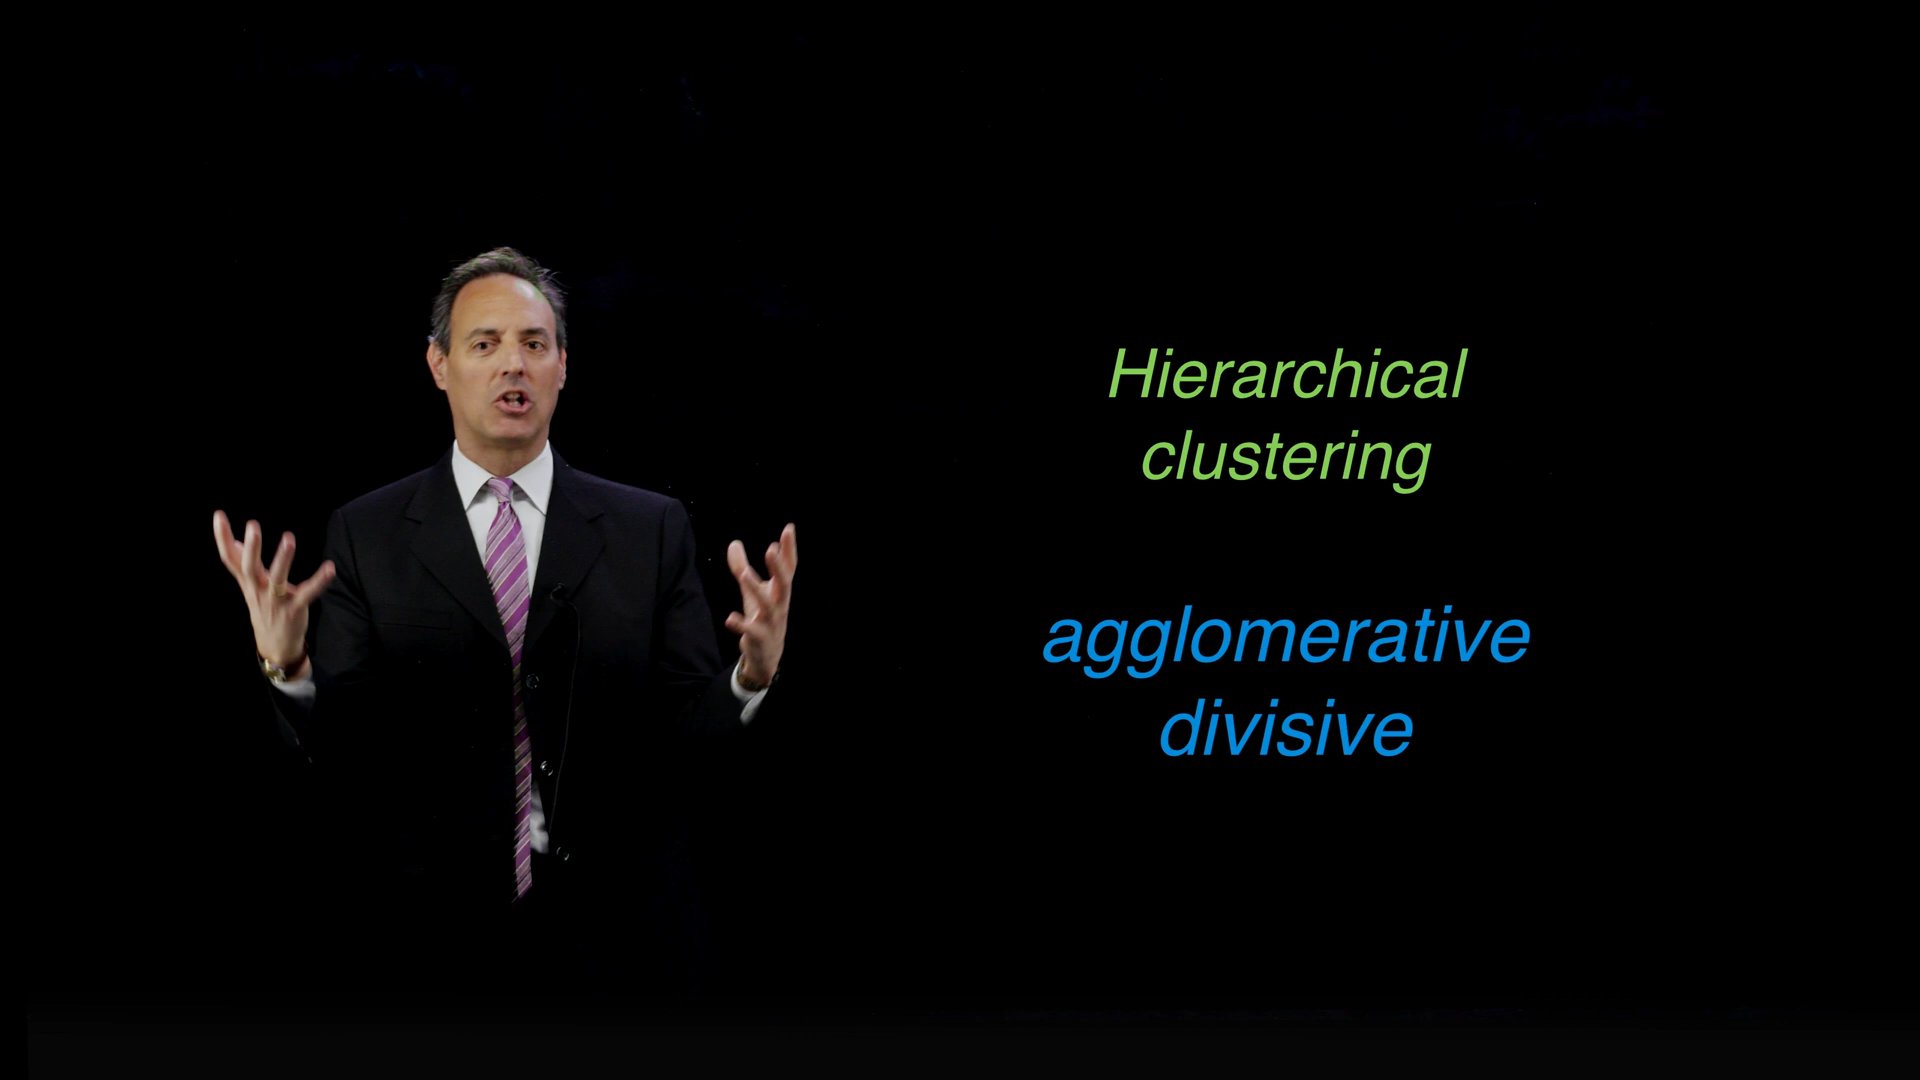 Hierarchical
clustering
agglomerative
divisive